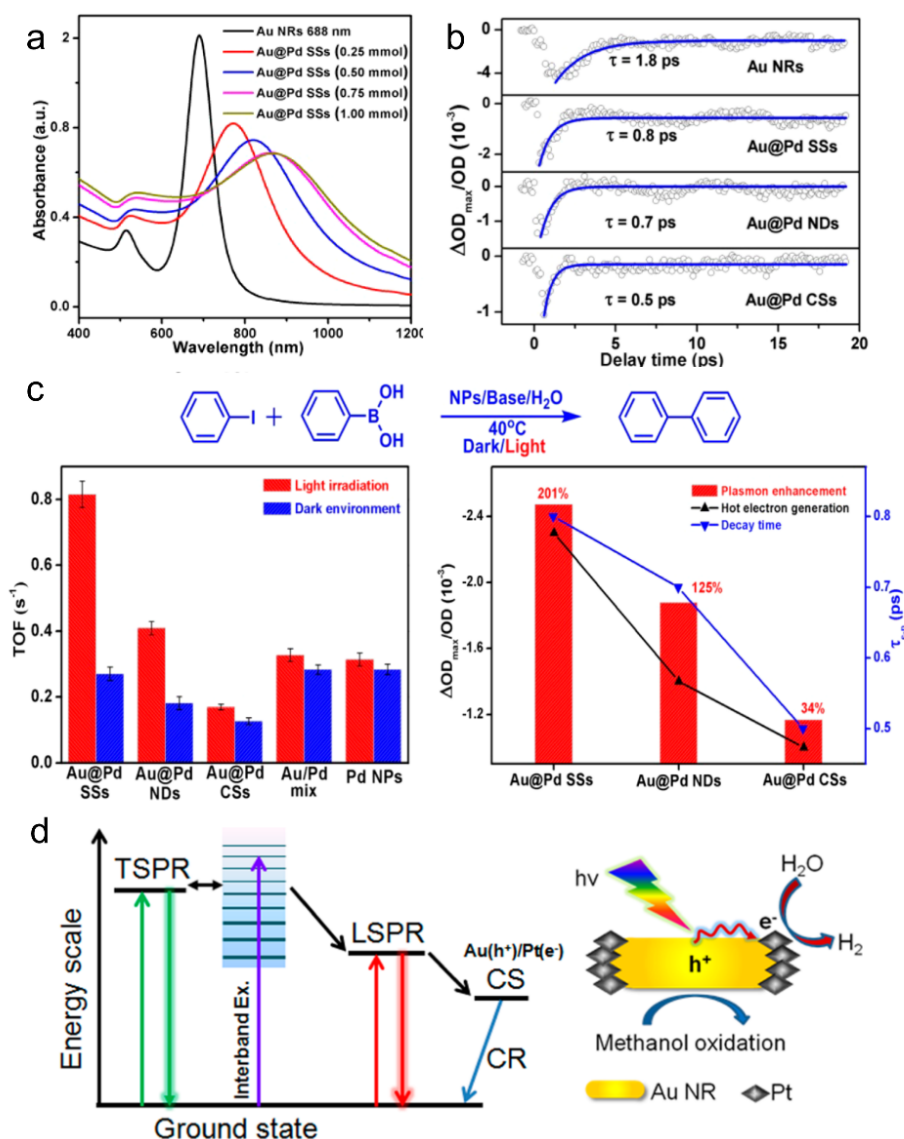 a
Au NRs 688 nm
Au@Pd SSs (0.25 mmol)
Au@Pd SSs (0.50 mmol)
Au@Pd SSs (0.75 mmol)
Au@Pd SSs (1.00 mmol)
2
0.8
0.4
0.0
Absorbance (a.u.)
400 600 800 1000 1200
Wavelength (nm)
b
0
-4
τ = 1.8 ps
Au NRs
0
-2
τ = 0.8 ps
Au@Pd SSs
0
-1
τ = 0.7 ps
Au@Pd NDs
0
-1
τ = 0.5 ps
Au@Pd CSs
ΔODmax/OD (10-3)
0 5 10 15 20
Delay time (ps)
c
I + B OH
OH
NPs/Base/H2O
40oC
Dark/Light
Light irradiation
Dark environment
0.8
0.6
0.4
0.2
0.0
TOF (s-1)
Au@Pd SSs
Au@Pd NDs
Au@Pd CSs
Au/Pd mix
Pd NPs
201%
125%
34%
Plasmon enhancement
Hot electron generation
Decay time
-2.4
-2.0
-1.6
-1.2
ΔODmax/OD (10-3)
0.8
0.7
0.6
0.5
(ps)
Au@Pd SSs Au@Pd NDs Au@Pd CSs
d
Energy scale
TSPR
Interband Ex.
LSPR
Au(h+)/Pt(e-)
CS
CR
Ground state
hν
e-
H2O
H2
h+
Methanol oxidation
Au NR
Pt